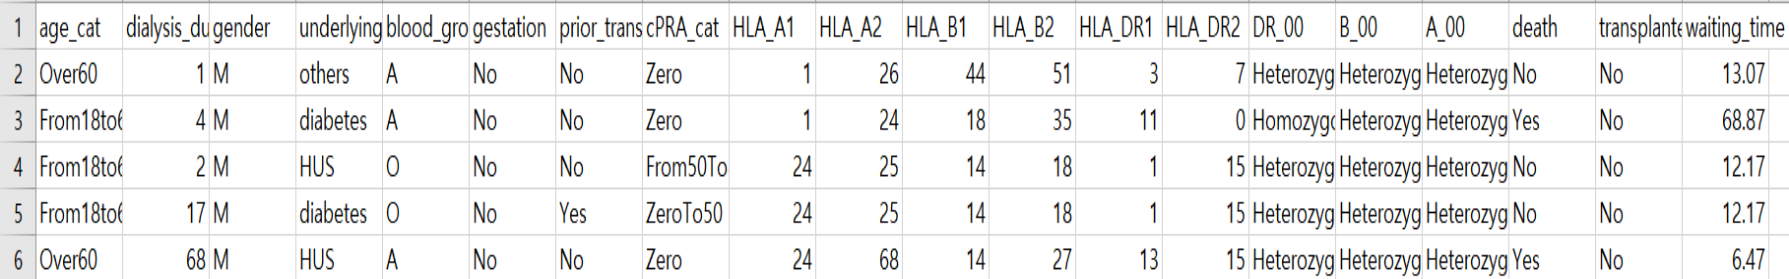 1 age_cat dialysis_du gender underlying blood_gro gestation prior_trans cPRA_cat HLA_A1 HLA_A2 HLA_B1 HLA_B2 HLA_DR1 HLA_DR2 DR_00 B_00 A_00 death transplante waiting_time
2 Over60 1 M others A No No Zero 1 26 44 51 3 7 Heterozyg Heterozyg Heterozyg No No 13.07
3 From18to6 4 M diabetes A No No Zero 1 24 18 35 11 0 Homozygo Heterozyg Heterozyg Yes No 68.87
4 From18to6 2 M HUS O No No From50To 24 25 14 18 1 15 Heterozyg Heterozyg Heterozyg No No 12.17
5 From18to6 17 M diabetes O No Yes ZeroTo50 24 25 14 18 1 15 Heterozyg Heterozyg Heterozyg No No 12.17
6 Over60 68 M HUS A No No Zero 24 68 14 27 13 15 Heterozyg Heterozyg Heterozyg Yes No 6.47